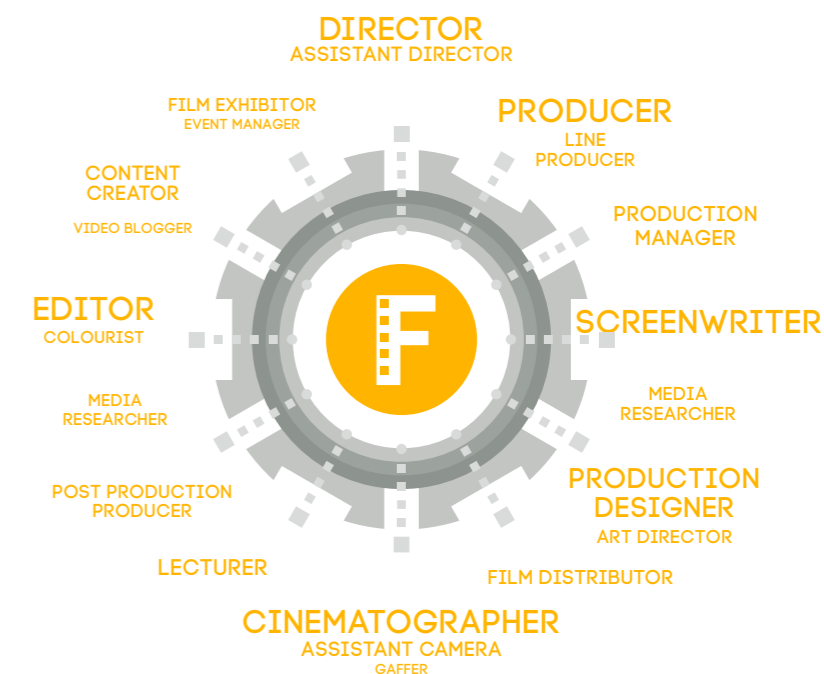 DIRECTOR
ASSISTANT DIRECTOR
FILM EXHIBITOR
EVENT MANAGER
PRODUCER
LINE
PRODUCER
CONTENT
CREATOR
VIDEO BLOGGER
PRODUCTION
MANAGER
EDITOR
COLOURIST
F
SCREENWRITER
MEDIA
RESEARCHER
MEDIA
RESEARCHER
POST PRODUCTION
PRODUCER
PRODUCTION
DESIGNER
ART DIRECTOR
LECTURER
FILM DISTRIBUTOR
CINEMATOGRAPHER
ASSISTANT CAMERA
GAFFER